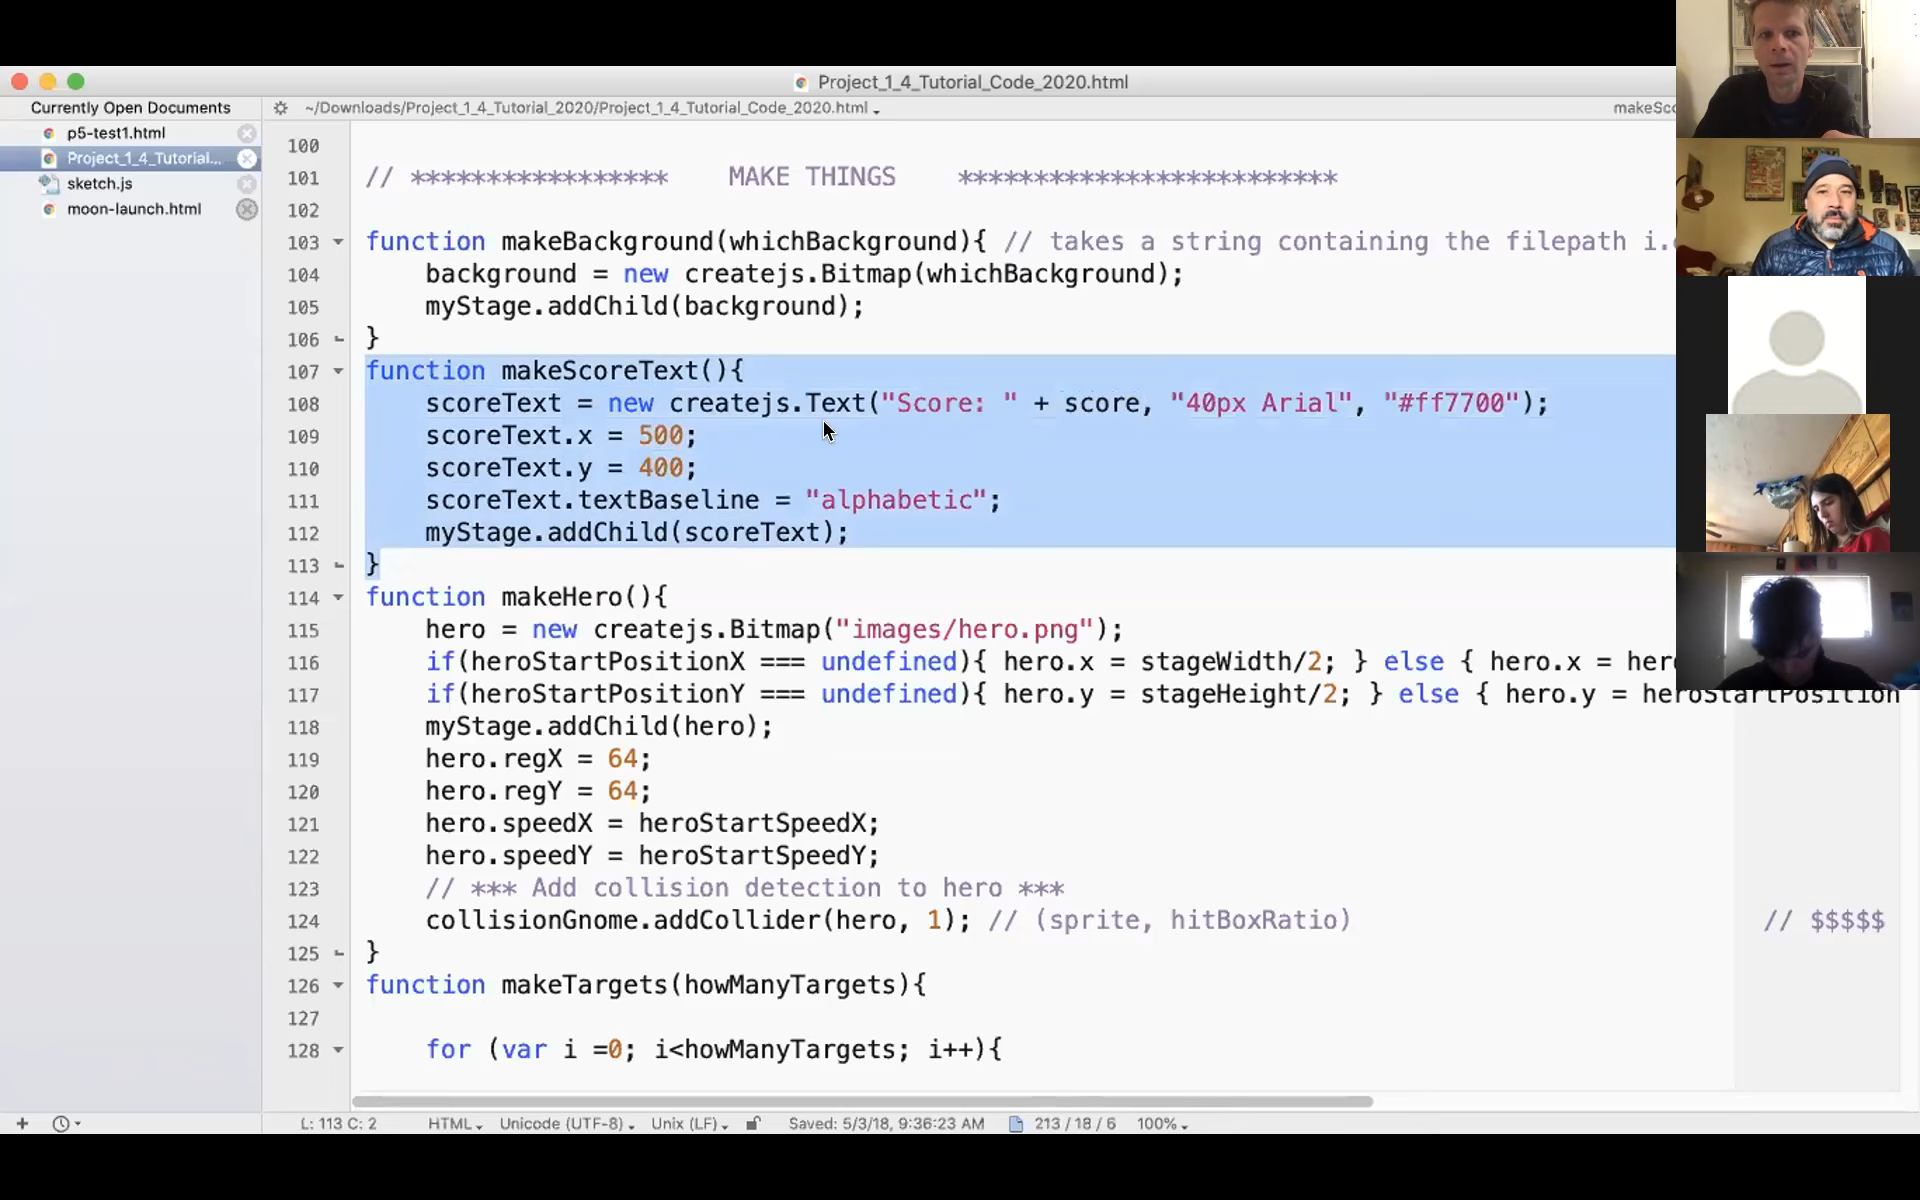 Project_1_4_Tutorial_Code_2020.html
Currently Open Documents
~/Downloads/Project_1_4_Tutorial_2020/Project_1_4_Tutorial_Code_2020.html
makeSco
p5-test1.html
Project_1_4_Tutorial...
sketch.js
moon-launch.html
100
101 // ***************** MAKE THINGS *************************
102
103 function makeBackground(whichBackground){ // takes a string containing the filepath i.
104 background = new createjs.Bitmap(whichBackground);
105 myStage.addChild(background);
106 }
107 function makeScoreText(){
108 scoreText = new createjs.Text("Score: " + score, "40px Arial", "#ff7700");
109 scoreText.x = 500;
110 scoreText.y = 400;
111 scoreText.textBaseline = "alphabetic";
112 myStage.addChild(scoreText);
113 }
114 function makeHero(){
115 hero = new createjs.Bitmap("images/hero.png");
116 if(heroStartPositionX === undefined){ hero.x = stageWidth/2; } else { hero.x = her
117 if(heroStartPositionY === undefined){ hero.y = stageHeight/2; } else { hero.y = heroStartPosition
118 myStage.addChild(hero);
119 hero.regX = 64;
120 hero.regY = 64;
121 hero.speedX = heroStartSpeedX;
122 hero.speedY = heroStartSpeedY;
123 // *** Add collision detection to hero ***
124 collisionGnome.addCollider(hero, 1); // (sprite, hitBoxRatio) // $$$$$
125 }
126 function makeTargets(howManyTargets){
127
128 for (var i =0; i<howManyTargets; i++){
L: 113 C: 2 HTML Unicode (UTF-8) Unix (LF) Saved: 5/3/18, 9:36:23 AM 213 / 18 / 6 100%